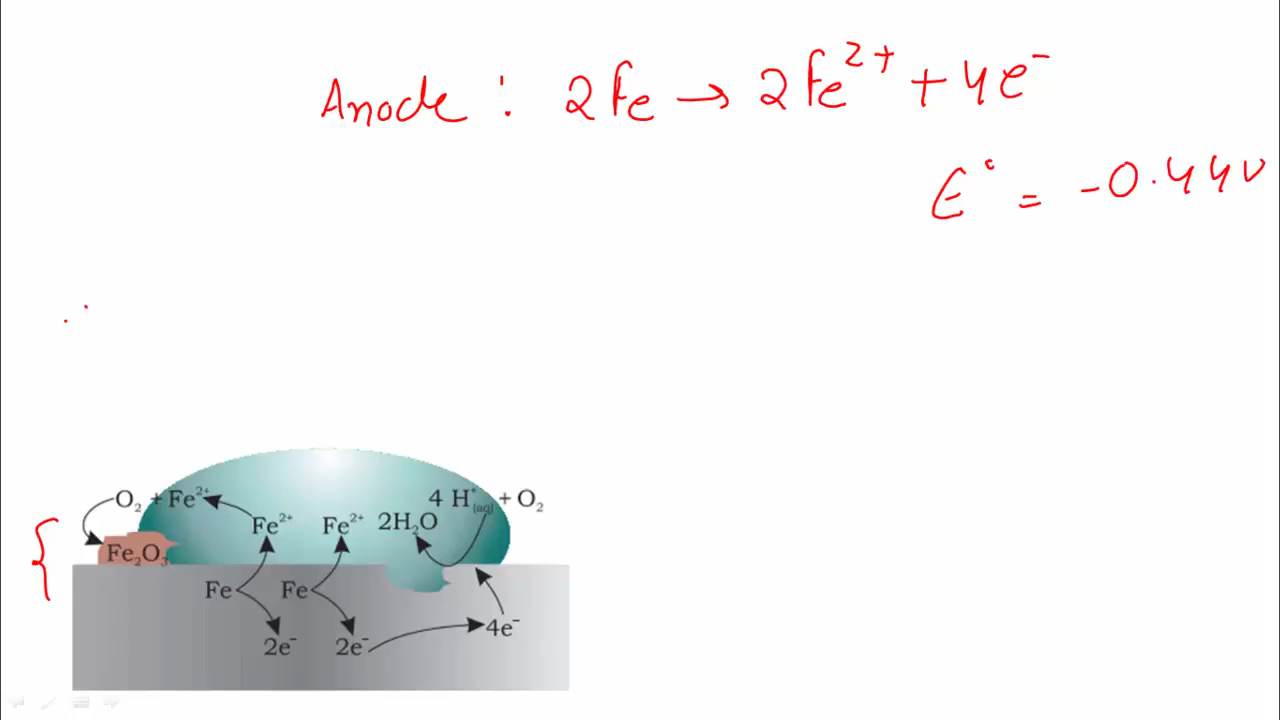 Anode : 2Fe → 2Fe²⁺ + 4e⁻
E° = -0.44V
O₂ + Fe²⁺ 4 H⁺(aq) + O₂
Fe²⁺ Fe²⁺ 2H₂O
Fe₂O₃
Fe Fe
2e⁻ 2e⁻ 4e⁻